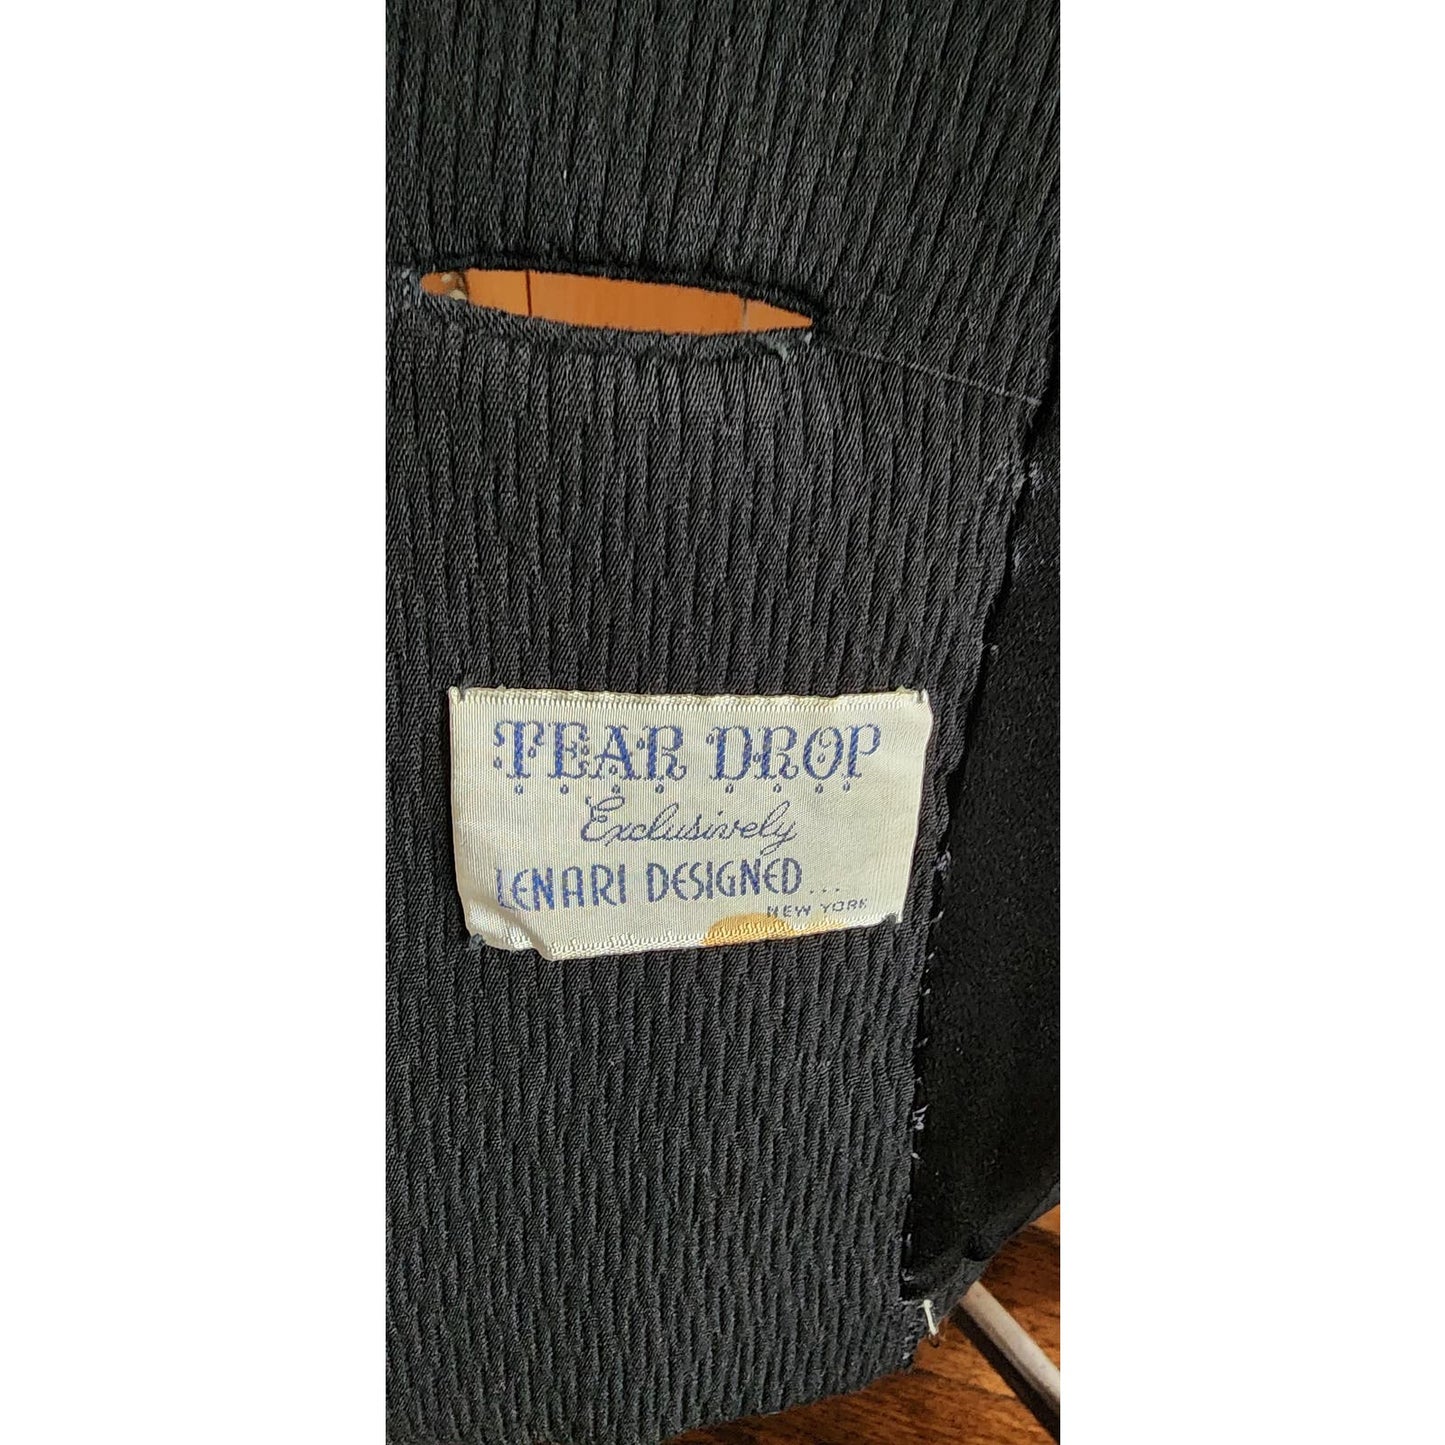 TEAR DROP
Exclusively
LENARI DESIGNED...
NEW YORK